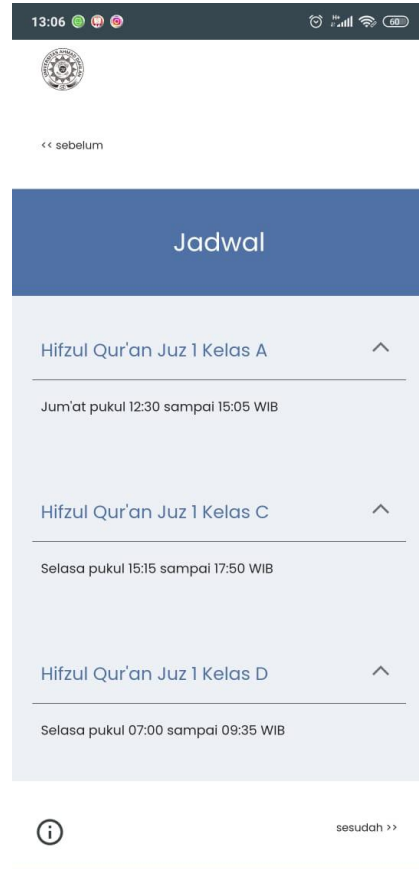 13:06
60
<< sebelum
Jadwal
Hifzul Qur'an Juz 1 Kelas A
Jum'at pukul 12:30 sampai 15:05 WIB
Hifzul Qur'an Juz 1 Kelas C
Selasa pukul 15:15 sampai 17:50 WIB
Hifzul Qur'an Juz 1 Kelas D
Selasa pukul 07:00 sampai 09:35 WIB
sesudah >>